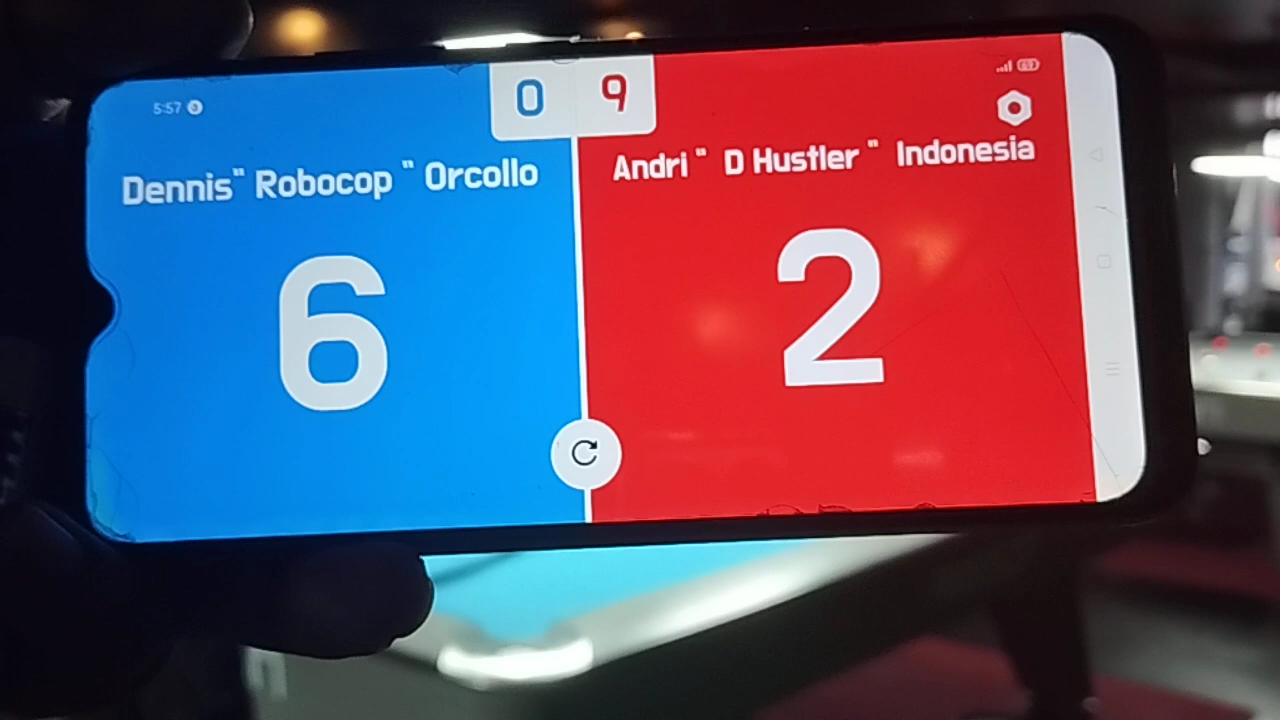 5:57
0 9
Dennis" Robocop " Orcollo
Andri " D Hustler " Indonesia
6
2